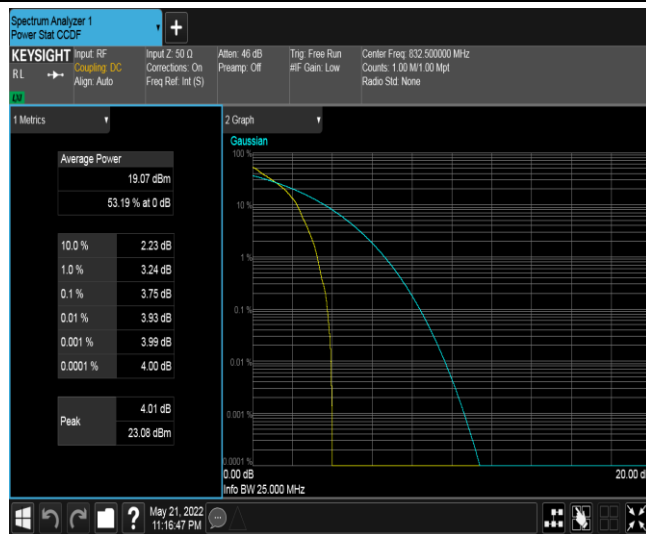 Spectrum Analyzer 1
Power Stat CCDF
+
KEYSIGHT Input: RF Input Z: 50 Ω Atten: 46 dB Trig: Free Run Center Freq: 832.500000 MHz
RL Coupling: DC Corrections: On Preamp: Off #IF Gain: Low Counts: 1.00 M/1.00 Mpt
Align: Auto Freq Ref: Int (S) Radio Std: None
1 Metrics
2 Graph
Gaussian
Average Power
19.07 dBm
53.19 % at 0 dB
10.0 % 2.23 dB
1.0 % 3.24 dB
0.1 % 3.75 dB
0.01 % 3.93 dB
0.001 % 3.99 dB
0.0001 % 4.00 dB
Peak 4.01 dB
23.08 dBm
100 %
10 %
1 %
0.1 %
0.01 %
0.001 %
0.0001 %
0.00 dB 20.00 d
Info BW 25.000 MHz
? May 21, 2022
11:16:47 PM